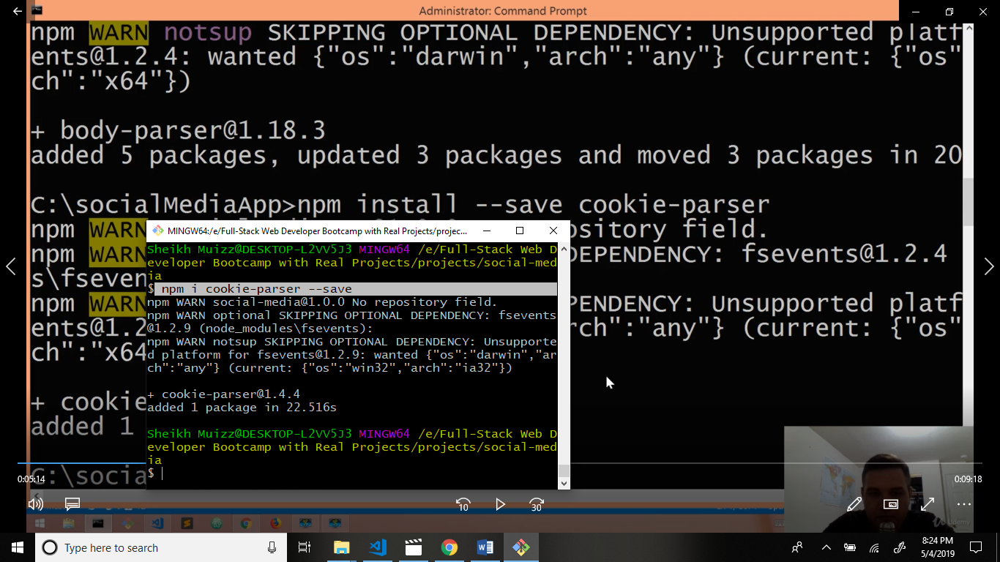 Administrator: Command Prompt
npm WARN notsup SKIPPING OPTIONAL DEPENDENCY: Unsupported platf
ents@1.2.4: wanted {"os":"darwin","arch":"any"} (current: {"os"
ch":"x64"})
+ body-parser@1.18.3
added 5 packages, updated 3 packages and moved 3 packages in 20
C:\socialMediaApp>npm install --save cookie-parser
npm WARN
ository field.
npm WARN
DEPENDENCY: fsevents@1.2.4
s\fseven
npm WARN
PENDENCY: Unsupported platf
ents@1.2
rch":"any"} (current: {"os"
ch":"x64
+ cookie
added 1
C:\socia
MINGW64:/e/Full-Stack Web Developer Bootcamp with Real Projects/projec...
Sheikh Muizz@DESKTOP-L2VV5J3 MINGW64 /e/Full-Stack Web D
eveloper Bootcamp with Real Projects/projects/social-med
ia
$ npm i cookie-parser --save
npm WARN social-media@1.0.0 No repository field.
npm WARN optional SKIPPING OPTIONAL DEPENDENCY: fsevents
@1.2.9 (node_modules\fsevents):
npm WARN notsup SKIPPING OPTIONAL DEPENDENCY: Unsupporte
d platform for fsevents@1.2.9: wanted {"os":"darwin","ar
ch":"any"} (current: {"os":"win32","arch":"ia32"})
+ cookie-parser@1.4.4
added 1 package in 22.516s
Sheikh Muizz@DESKTOP-L2VV5J3 MINGW64 /e/Full-Stack Web D
eveloper Bootcamp with Real Projects/projects/social-med
ia
$
0:05:14
0:09:18
10
30
Udemy
Type here to search
8:24 PM
5/4/2019